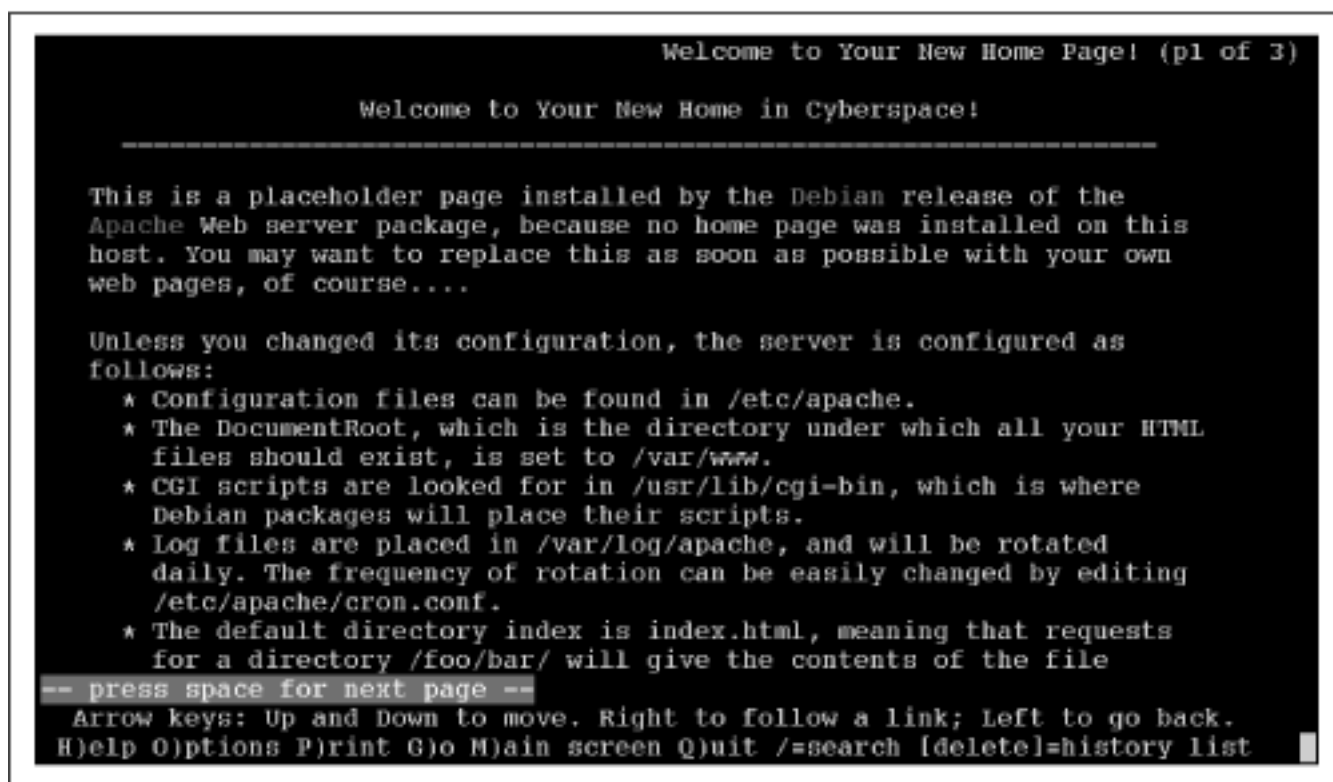 Welcome to Your New Home Page! (p1 of 3)
Welcome to Your New Home in Cyberspace!
This is a placeholder page installed by the Debian release of the
Apache Web server package, because no home page was installed on this
host. You may want to replace this as soon as possible with your own
web pages, of course....
Unless you changed its configuration, the server is configured as
follows:
* Configuration files can be found in /etc/apache.
* The DocumentRoot, which is the directory under which all your HTML
files should exist, is set to /var/www.
* CGI scripts are looked for in /usr/lib/cgi-bin, which is where
Debian packages will place their scripts.
* Log files are placed in /var/log/apache, and will be rotated
daily. The frequency of rotation can be easily changed by editing
/etc/apache/cron.conf.
* The default directory index is index.html, meaning that requests
for a directory /foo/bar/ will give the contents of the file
-- press space for next page --
Arrow keys: Up and Down to move. Right to follow a link; Left to go back.
H)elp O)ptions P)rint G)o M)ain screen Q)uit /=search [delete]=history list